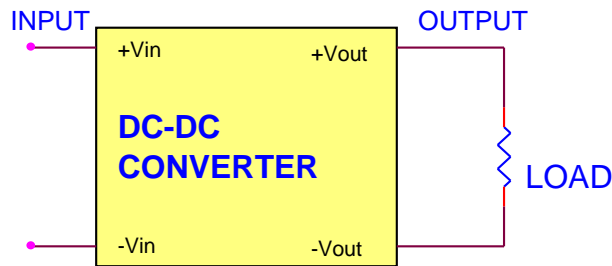 INPUT
OUTPUT
+Vin
+Vout
DC-DC
CONVERTER
LOAD
-Vin
-Vout